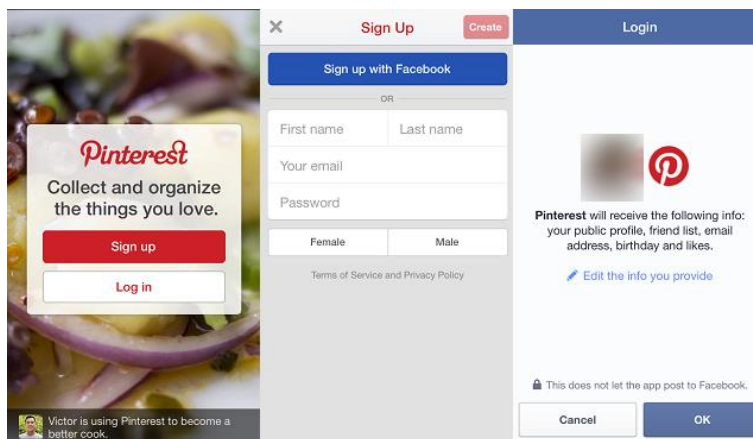 Pinterest
Collect and organize
the things you love.
Sign up
Log in
Victor is using Pinterest to become a
better cook.
Sign Up
Create
Sign up with Facebook
OR
First name
Last name
Your email
Password
Female
Male
Terms of Service and Privacy Policy
Login
Pinterest will receive the following info:
your public profile, friend list, email
address, birthday and likes.
Edit the info you provide
This does not let the app post to Facebook.
Cancel
OK